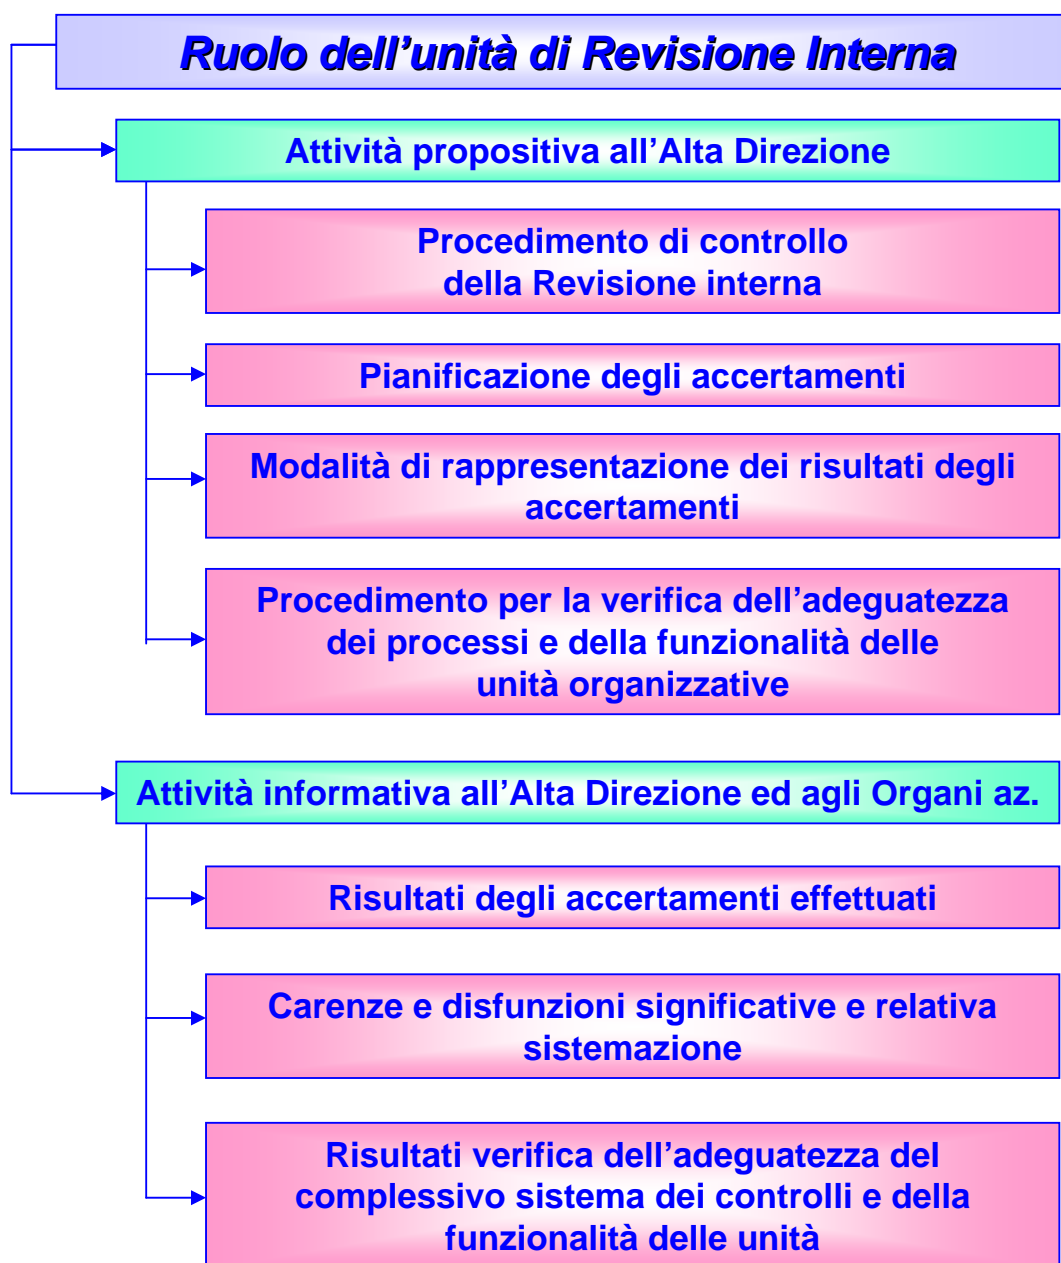 Ruolo dell’unità di Revisione Interna
Attività propositiva all’Alta Direzione
Procedimento di controllo
della Revisione interna
Pianificazione degli accertamenti
Modalità di rappresentazione dei risultati degli
accertamenti
Procedimento per la verifica dell’adeguatezza
dei processi e della funzionalità delle
unità organizzative
Attività informativa all’Alta Direzione ed agli Organi az.
Risultati degli accertamenti effettuati
Carenze e disfunzioni significative e relativa
sistemazione
Risultati verifica dell’adeguatezza del
complessivo sistema dei controlli e della
funzionalità delle unità